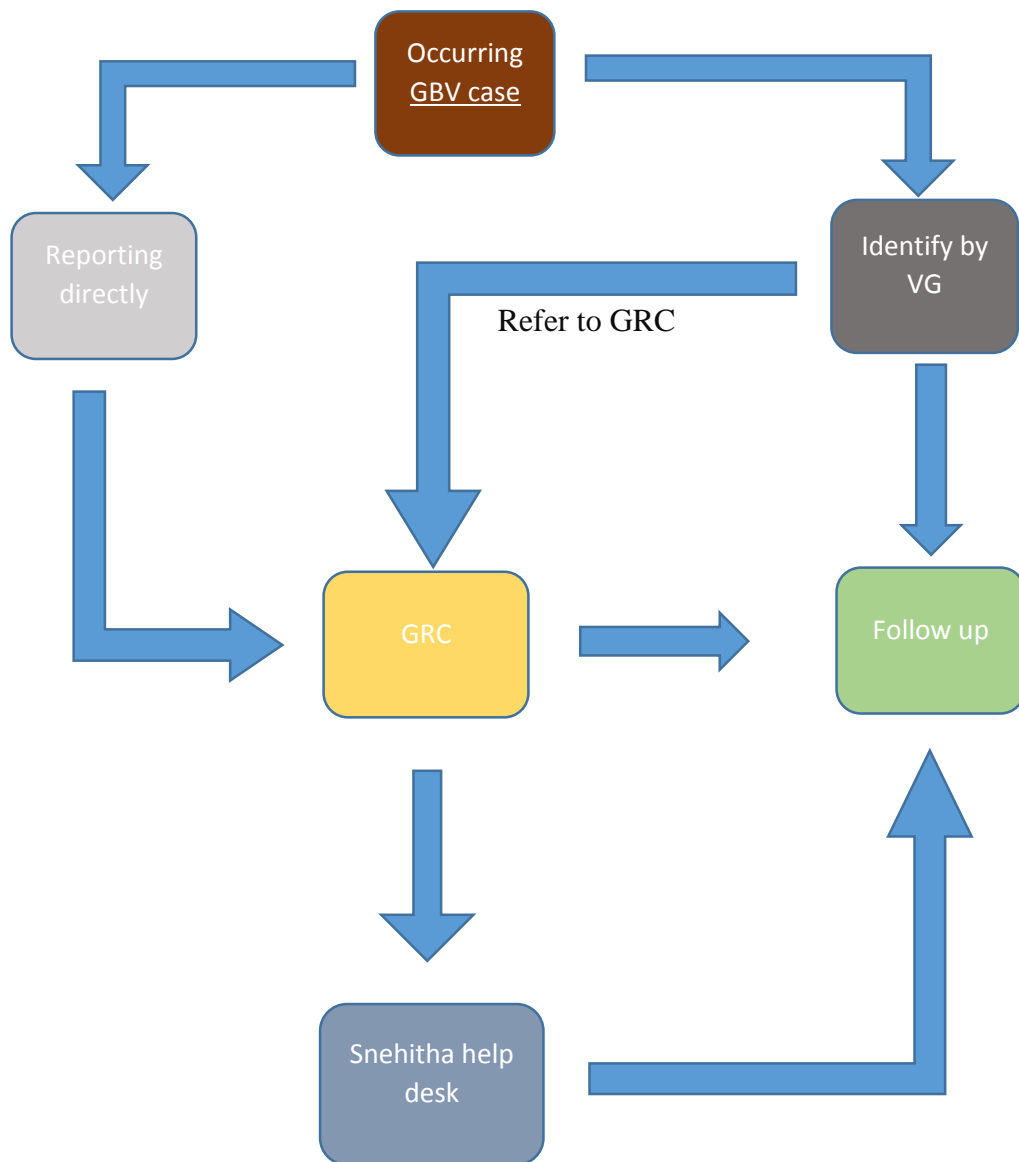 Occurring
GBV case
Reporting
directly
Identify by
VG
Refer to GRC
GRC
Follow up
Snehitha help
desk